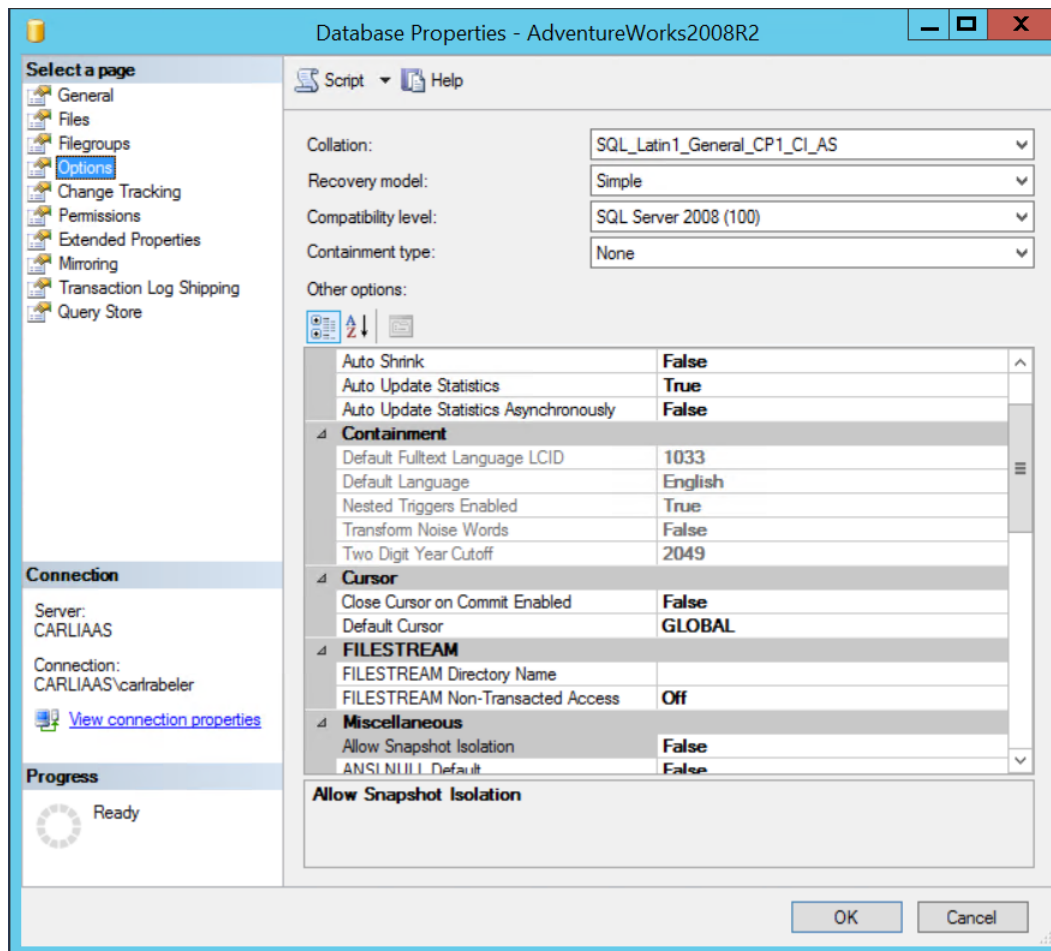 Database Properties - AdventureWorks2008R2
Select a page
General
Files
Filegroups
Options
Change Tracking
Permissions
Extended Properties
Mirroring
Transaction Log Shipping
Query Store
Connection
Server:
CARLIAAS
Connection:
CARLIAAS\carlrabeler
View connection properties
Progress
Ready
Script Help
Collation: SQL_Latin1_General_CP1_CI_AS
Recovery model: Simple
Compatibility level: SQL Server 2008 (100)
Containment type: None
Other options:
Auto Shrink False
Auto Update Statistics True
Auto Update Statistics Asynchronously False
Containment
Default Fulltext Language LCID 1033
Default Language English
Nested Triggers Enabled True
Transform Noise Words False
Two Digit Year Cutoff 2049
Cursor
Close Cursor on Commit Enabled False
Default Cursor GLOBAL
FILESTREAM
FILESTREAM Directory Name
FILESTREAM Non-Transacted Access Off
Miscellaneous
Allow Snapshot Isolation False
ANSI NULL Default False
Allow Snapshot Isolation
OK Cancel